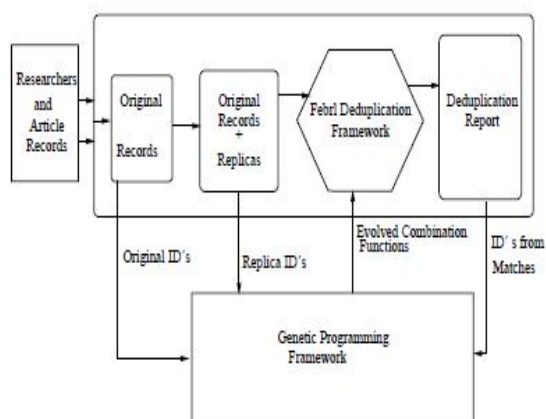 Researchers
and
Article
Records
Original
Records
Original
Records
+
Replicas
Febrl Deduplication
Framework
Deduplication
Report
Original ID´s
Replica ID´s
Evolved Combination
Functions
ID´ s from
Matches
Genetic Programming
Framework